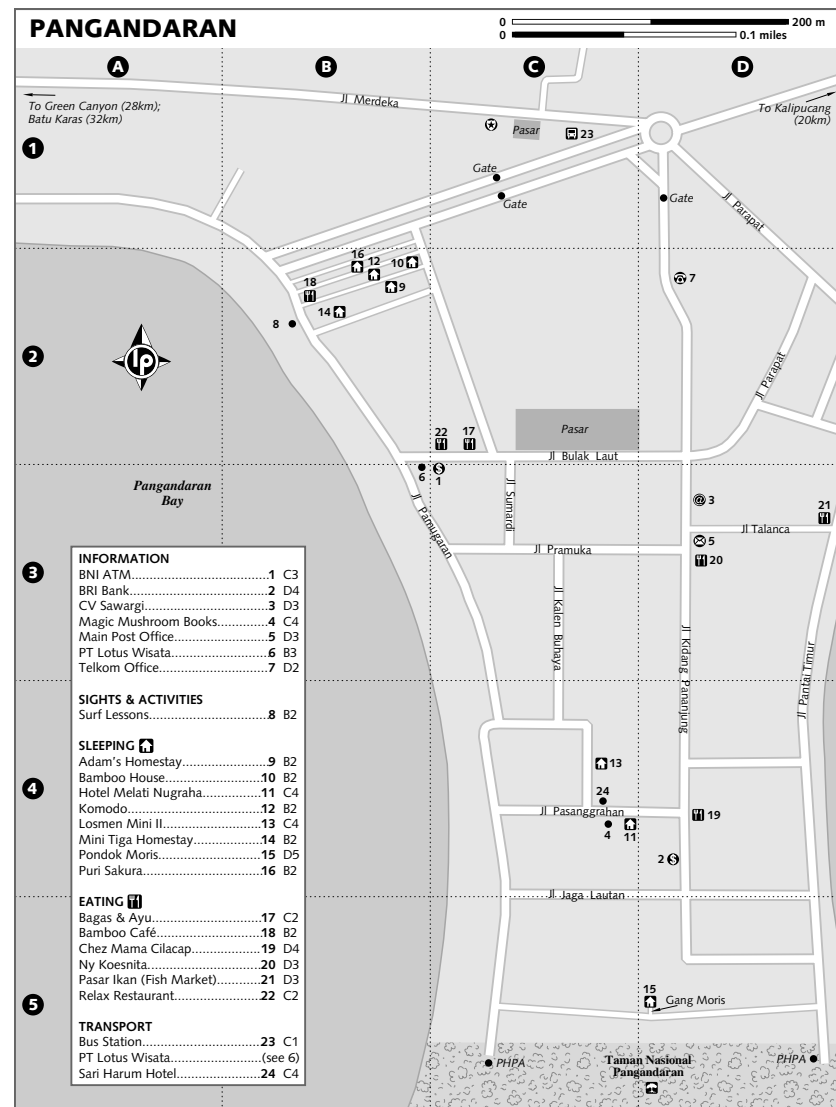 PANGANDARAN
0 200 m
0 0.1 miles
A B C D
Jl Merdeka
To Green Canyon (28km);
Batu Karas (32km)
To Kalipucang
(20km)
Pasar
23
1
Gate
Gate
Gate
Jl Parapat
16
12
10
18
9
7
14
8
lp
2
Jl Parapat
22 17
Pasar
Jl Bulak Laut
6 1
Pangandaran
Bay
Jl Pamugaran
Jl Sumardi
3
21
Jl Talanca
5
Jl Pramuka
20
3
Jl Kalen Buhaya
Jl Kidang Pananjung
Jl Pantai Timur
INFORMATION
BNI ATM..............................1 C3
BRI Bank..............................2 D4
CV Sawargi..........................3 D3
Magic Mushroom Books.......4 C4
Main Post Office...................5 D3
PT Lotus Wisata....................6 B3
Telkom Office.......................7 D2
SIGHTS & ACTIVITIES
Surf Lessons.........................8 B2
SLEEPING
Adam's Homestay.................9 B2
Bamboo House...................10 B2
Hotel Melati Nugraha..........11 C4
Komodo.............................12 B2
Losmen Mini II....................13 C4
Mini Tiga Homestay............14 B2
Pondok Moris.....................15 D5
Puri Sakura.........................16 B2
EATING
Bagas & Ayu.......................17 C2
Bamboo Café.....................18 B2
Chez Mama Cilacap............19 D4
Ny Koesnita........................20 D3
Pasar Ikan (Fish Market).......21 D3
Relax Restaurant.................22 C2
TRANSPORT
Bus Station.........................23 C1
PT Lotus Wisata..................(see 6)
Sari Harum Hotel................24 C4
13
4
24
Jl Pasanggrahan
19
4 11
2
Jl Jaga Lautan
5
15
Gang Moris
PHPA
Taman Nasional
Pangandaran
PHPA